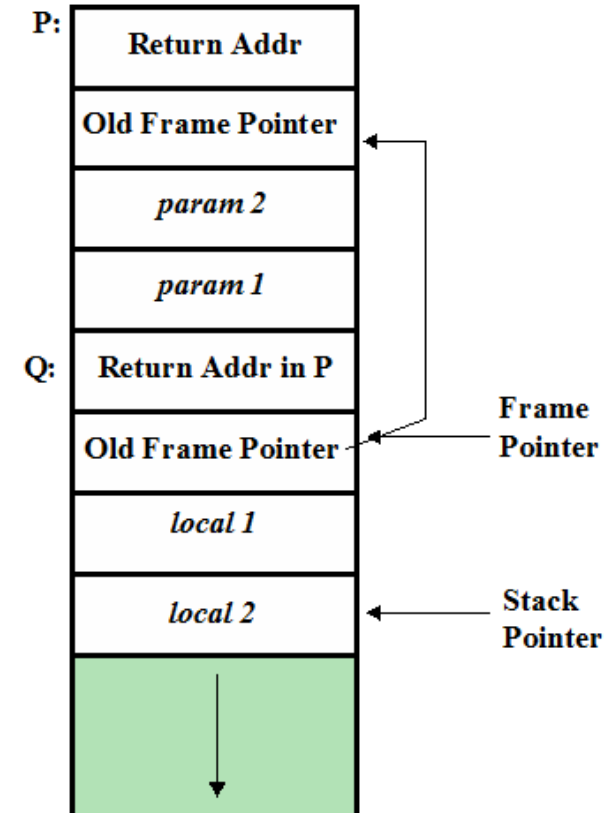 P:
Return Addr
Old Frame Pointer
param 2
param 1
Q:
Return Addr in P
Old Frame Pointer
Frame
Pointer
local 1
local 2
Stack
Pointer